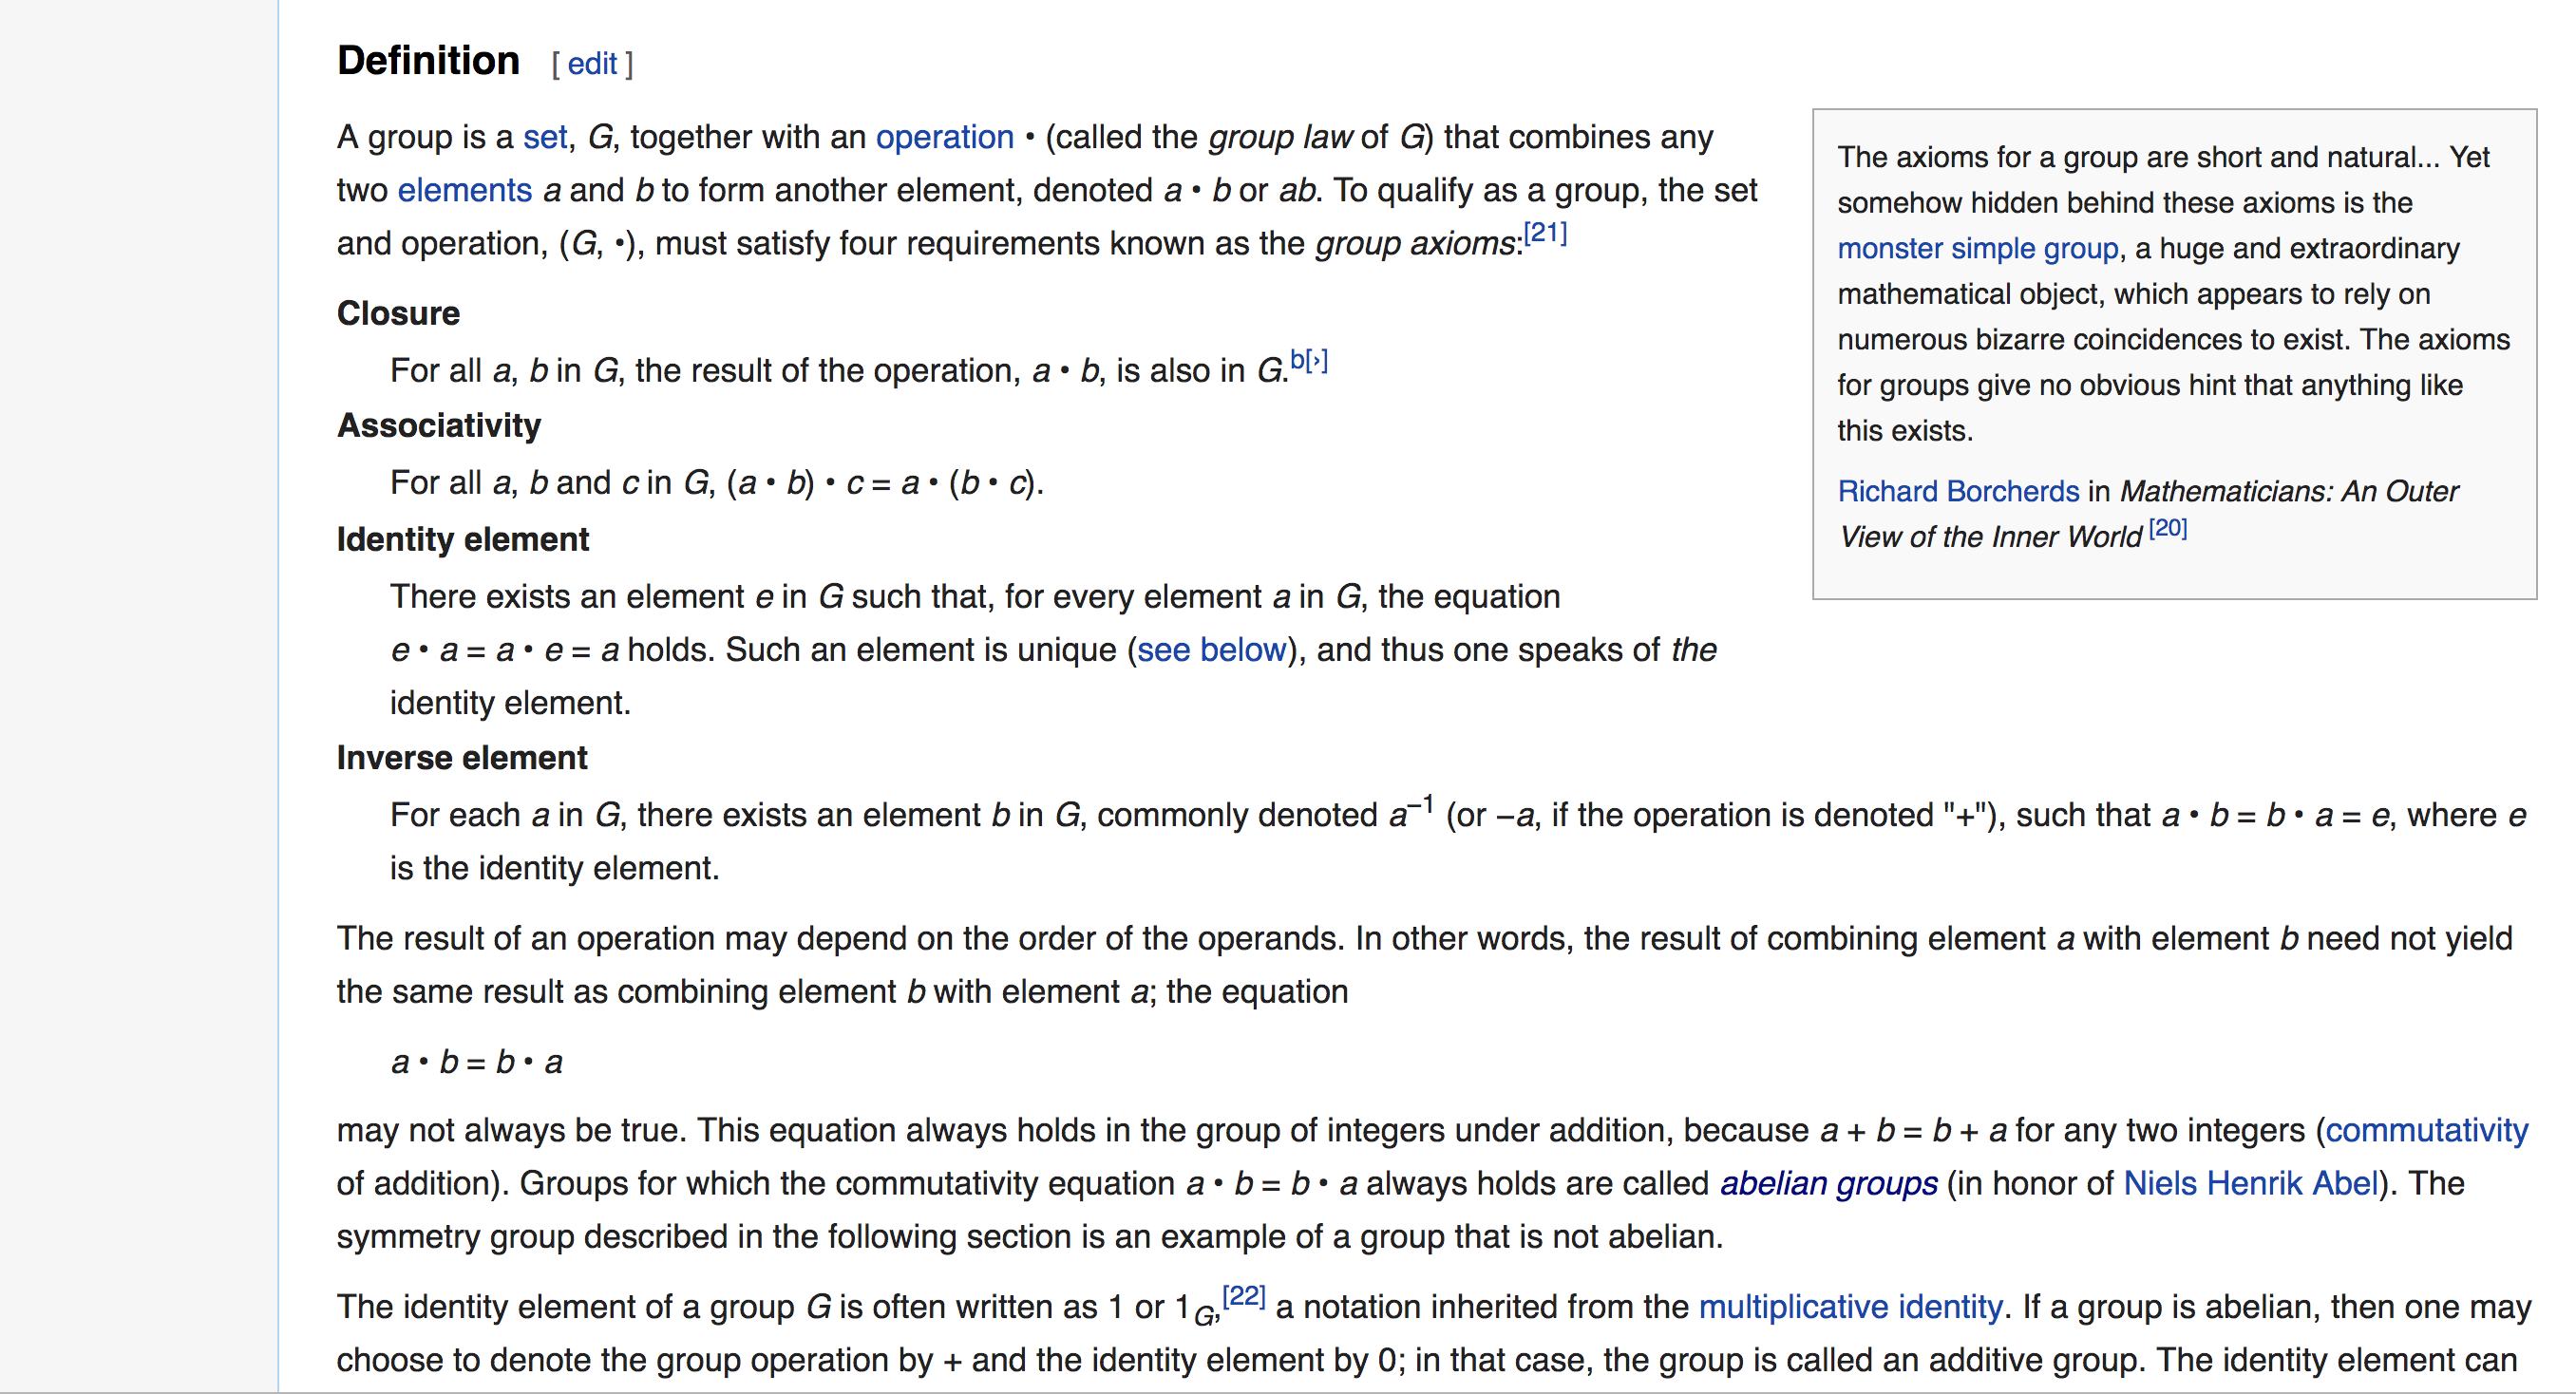 Definition [ edit ]
A group is a set, G, together with an operation • (called the group law of G) that combines any
two elements a and b to form another element, denoted a • b or ab. To qualify as a group, the set
and operation, (G, •), must satisfy four requirements known as the group axioms:[21]
Closure
For all a, b in G, the result of the operation, a • b, is also in G.b[›]
Associativity
For all a, b and c in G, (a • b) • c = a • (b • c).
Identity element
There exists an element e in G such that, for every element a in G, the equation
e • a = a • e = a holds. Such an element is unique (see below), and thus one speaks of the
identity element.
Inverse element
For each a in G, there exists an element b in G, commonly denoted a⁻¹ (or −a, if the operation is denoted "+"), such that a • b = b • a = e, where e
is the identity element.
The result of an operation may depend on the order of the operands. In other words, the result of combining element a with element b need not yield
the same result as combining element b with element a; the equation
a • b = b • a
may not always be true. This equation always holds in the group of integers under addition, because a + b = b + a for any two integers (commutativity
of addition). Groups for which the commutativity equation a • b = b • a always holds are called abelian groups (in honor of Niels Henrik Abel). The
symmetry group described in the following section is an example of a group that is not abelian.
The identity element of a group G is often written as 1 or 1G,[22] a notation inherited from the multiplicative identity. If a group is abelian, then one may
choose to denote the group operation by + and the identity element by 0; in that case, the group is called an additive group. The identity element can
The axioms for a group are short and natural... Yet
somehow hidden behind these axioms is the
monster simple group, a huge and extraordinary
mathematical object, which appears to rely on
numerous bizarre coincidences to exist. The axioms
for groups give no obvious hint that anything like
this exists.
Richard Borcherds in Mathematicians: An Outer
View of the Inner World [20]